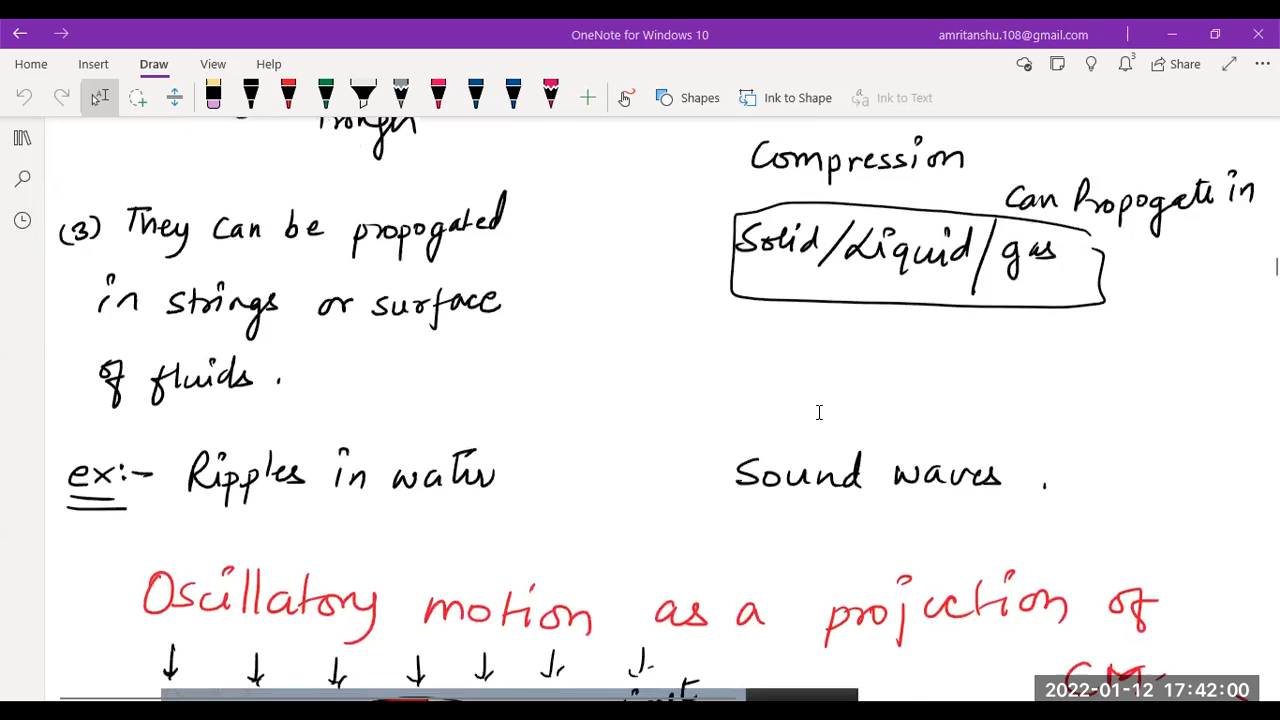 OneNote for Windows 10
amritanshu.108@gmail.com
Home Insert Draw View Help
Share
Shapes
Ink to Shape
Ink to Text
Compression
(3) They can be propogated
in strings or surface
of fluids .
Can Propogate in
Solid/Liquid/gas
ex:- Ripples in water
Sound waves .
Oscillatory motion as a projection of
CM
2022-01-12 17:42:00